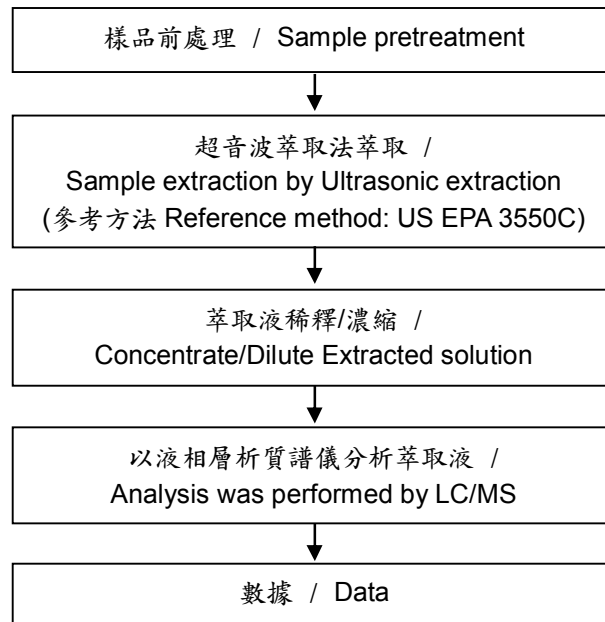 樣品前處理 / Sample pretreatment
超音波萃取法萃取 /
Sample extraction by Ultrasonic extraction
(參考方法 Reference method: US EPA 3550C)
萃取液稀釋/濃縮 /
Concentrate/Dilute Extracted solution
以液相層析質譜儀分析萃取液 /
Analysis was performed by LC/MS
數據 / Data